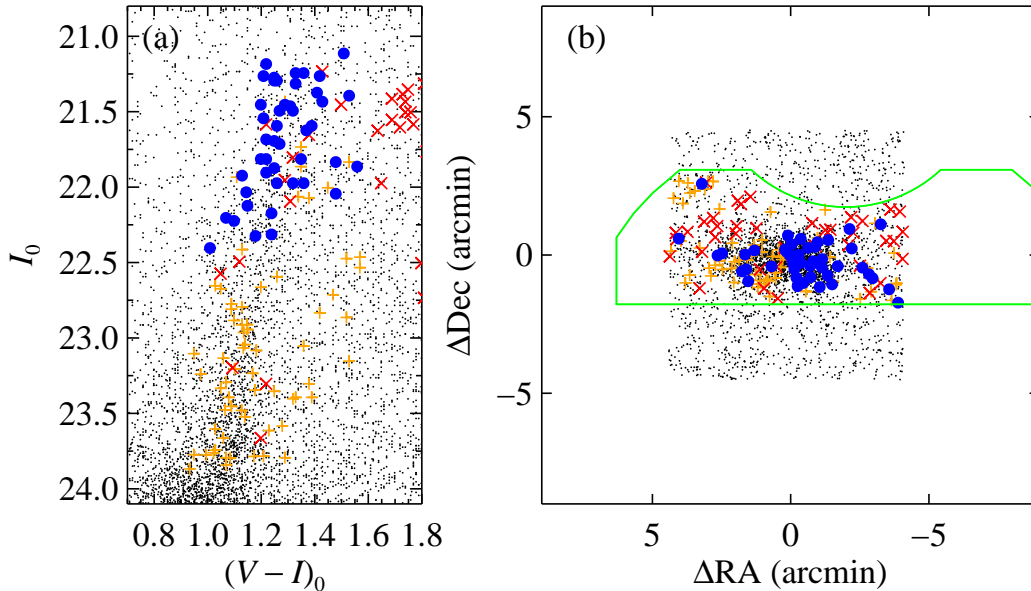 (a)
21.0
21.5
22.0
22.5
23.0
23.5
24.0
I₀
0.8 1.0 1.2 1.4 1.6 1.8
(V − I)₀
(b)
5
0
−5
ΔDec (arcmin)
5 0 −5
ΔRA (arcmin)